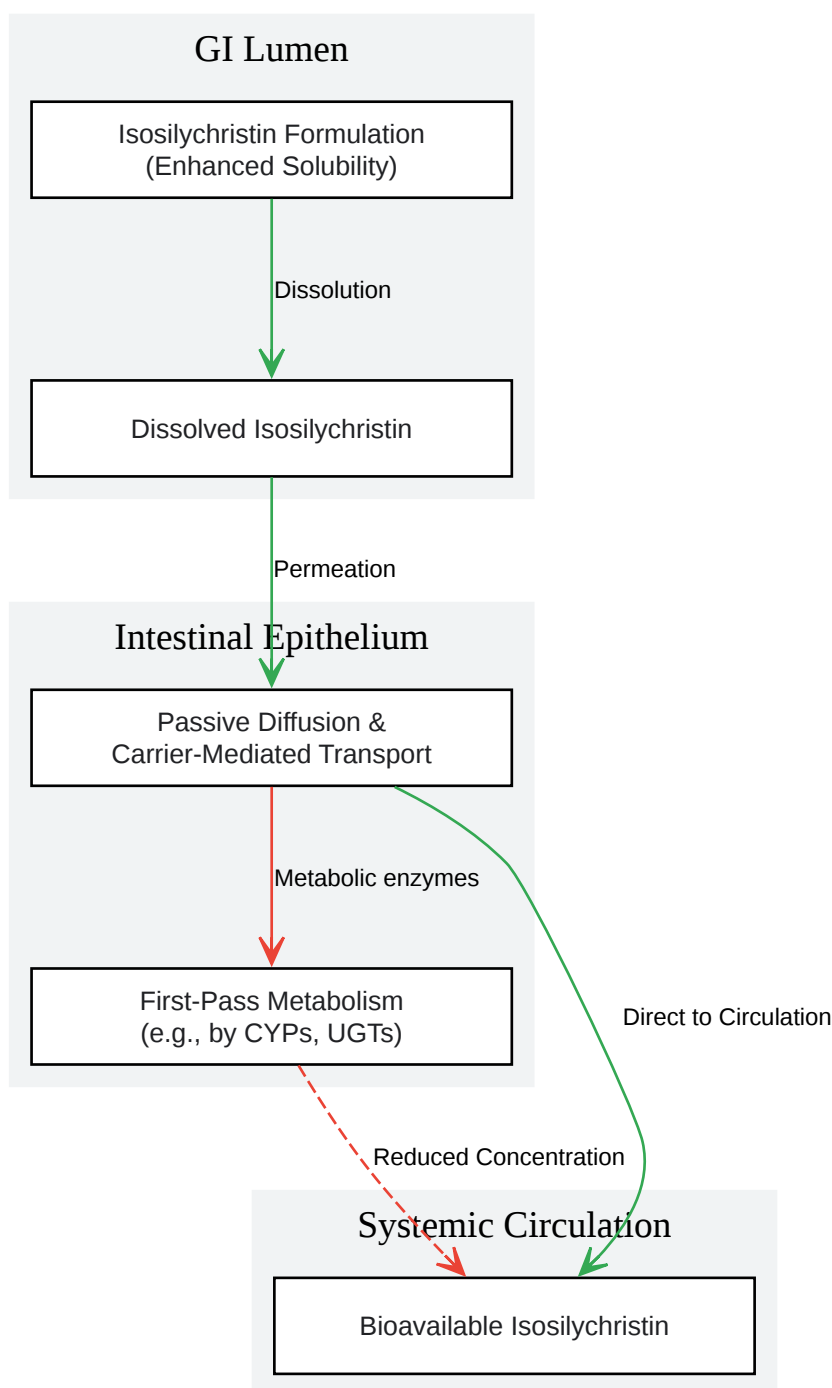 GI Lumen
Isosilychristin Formulation
(Enhanced Solubility)
Dissolution
Dissolved Isosilychristin
Permeation
Intestinal Epithelium
Passive Diffusion &
Carrier-Mediated Transport
Metabolic enzymes
First-Pass Metabolism
(e.g., by CYPs, UGTs)
Direct to Circulation
Reduced Concentration
Systemic Circulation
Bioavailable Isosilychristin